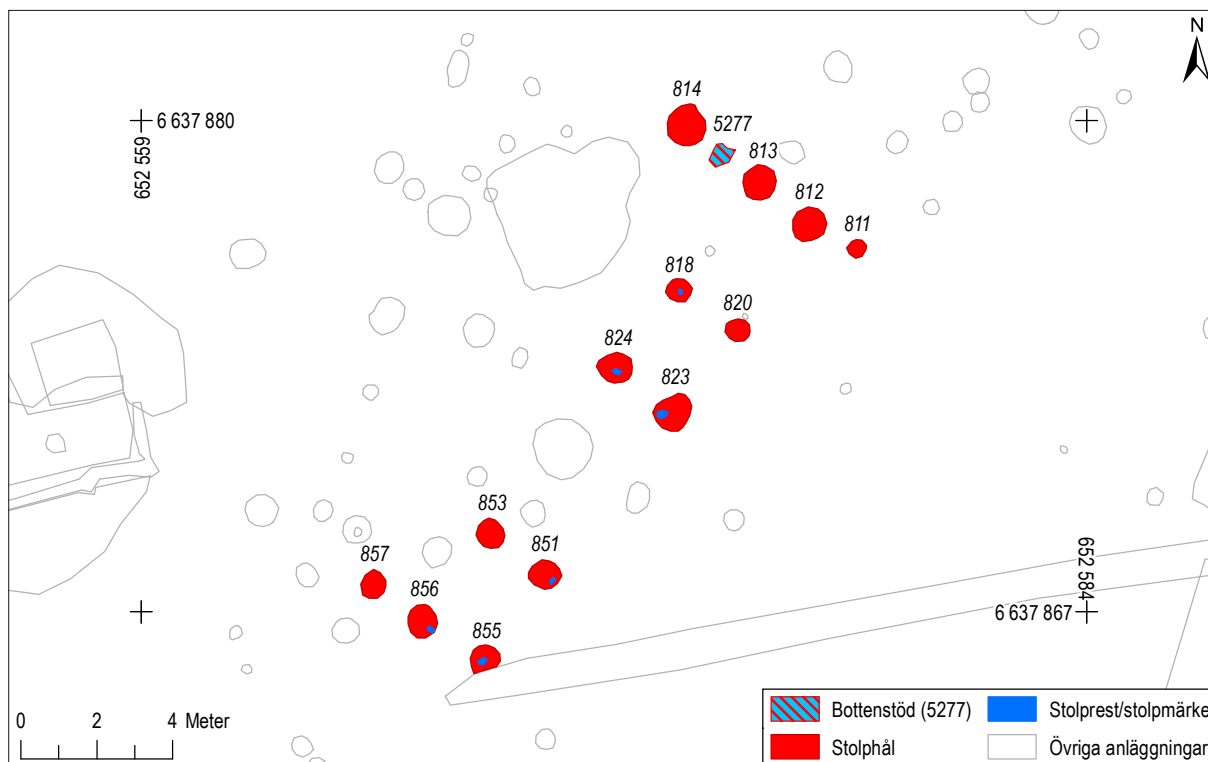 N
814
5277
813
812
811
6 637 880
652 559
818
820
824
823
853
851
857
856
855
652 584
6 637 867
0 2 4 Meter
Bottenstöd (5277)
Stolprest/stolpmärke
Stolphål
Övriga anläggningar